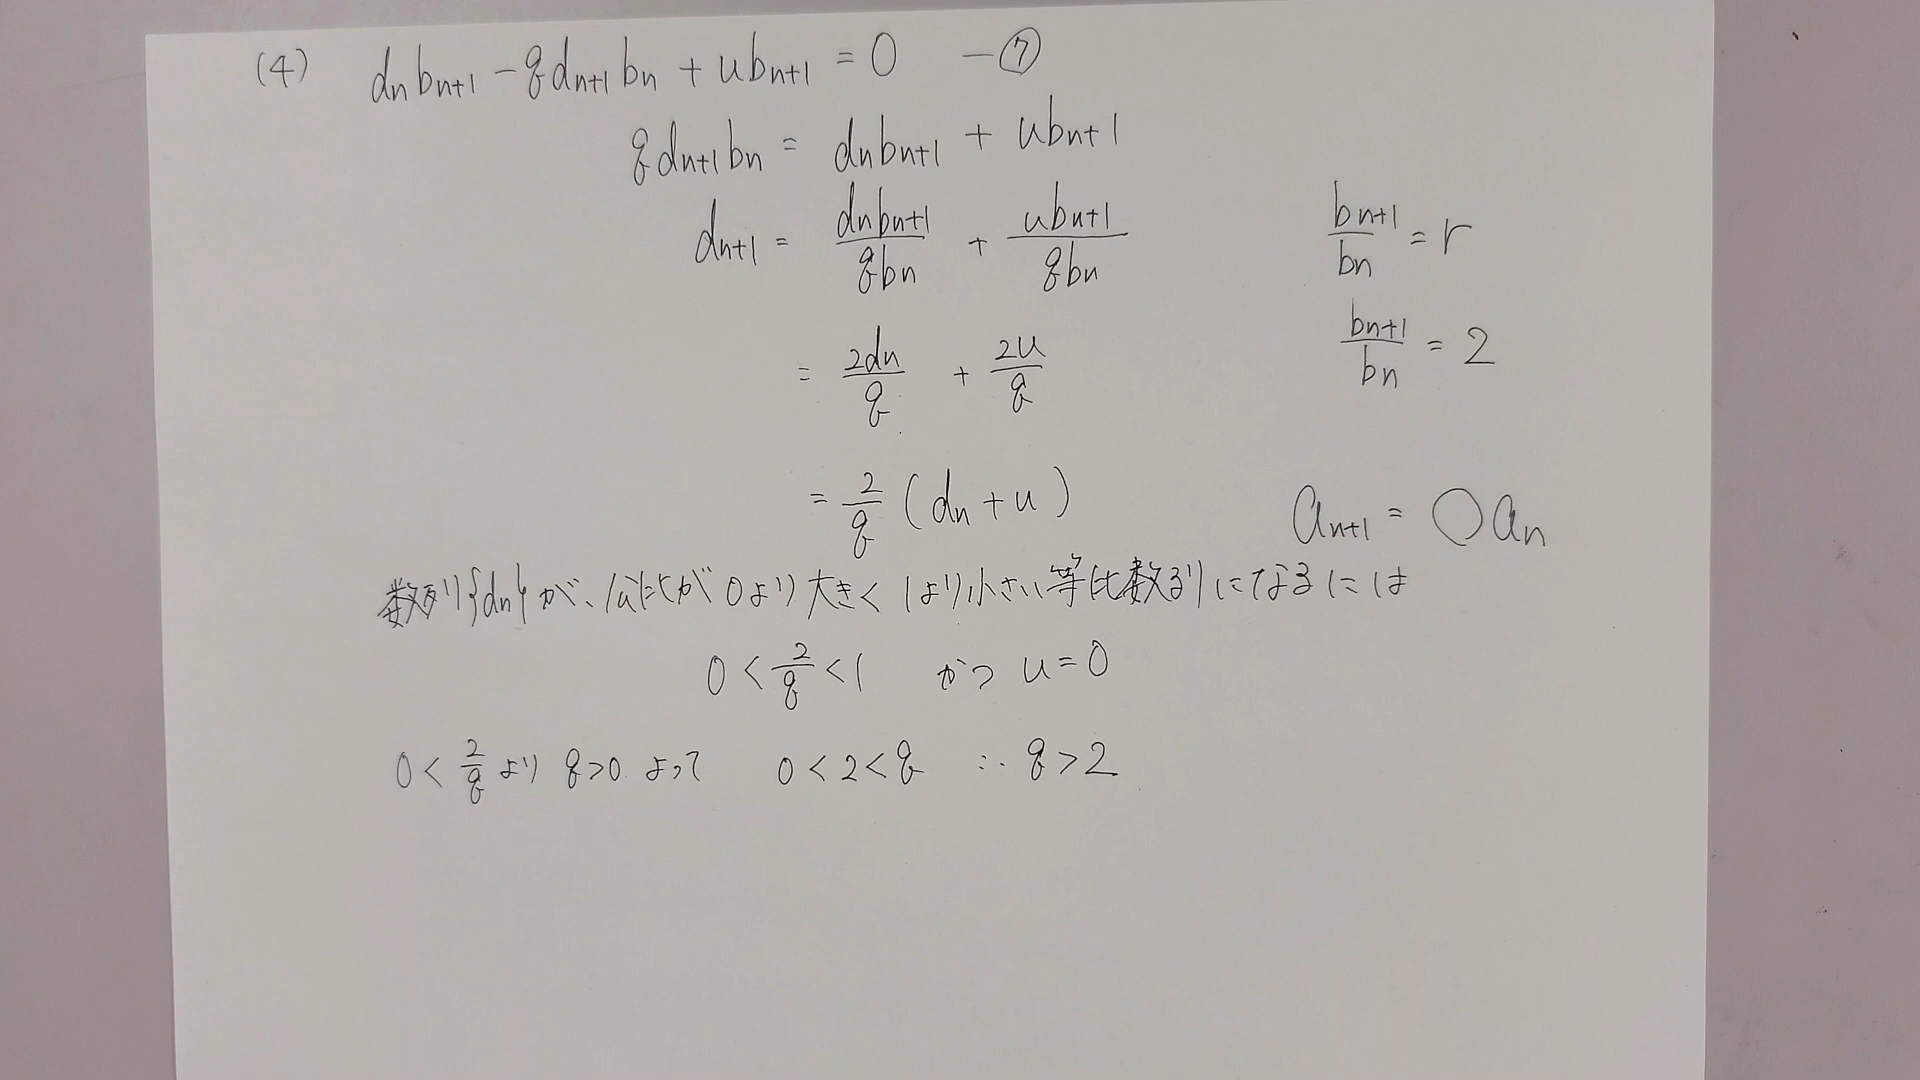 (4) dₙbₙ₊₁ − qdₙ₊₁bₙ + ubₙ₊₁ = 0 −⑦
qdₙ₊₁bₙ = dₙbₙ₊₁ + ubₙ₊₁
dₙ₊₁ = dₙbₙ₊₁/qbₙ + ubₙ₊₁/qbₙ
bₙ₊₁/bₙ = r
= 2dₙ/q + 2u/q
bₙ₊₁/bₙ = 2
= 2/q (dₙ + u)
aₙ₊₁ = ○aₙ
数列{dₙ}が、公比が0より大きく1より小さい等比数列になるには
0 < 2/q < 1 かつ u = 0
0 < 2/q より q>0 よって 0 < 2 < q ∴ q > 2